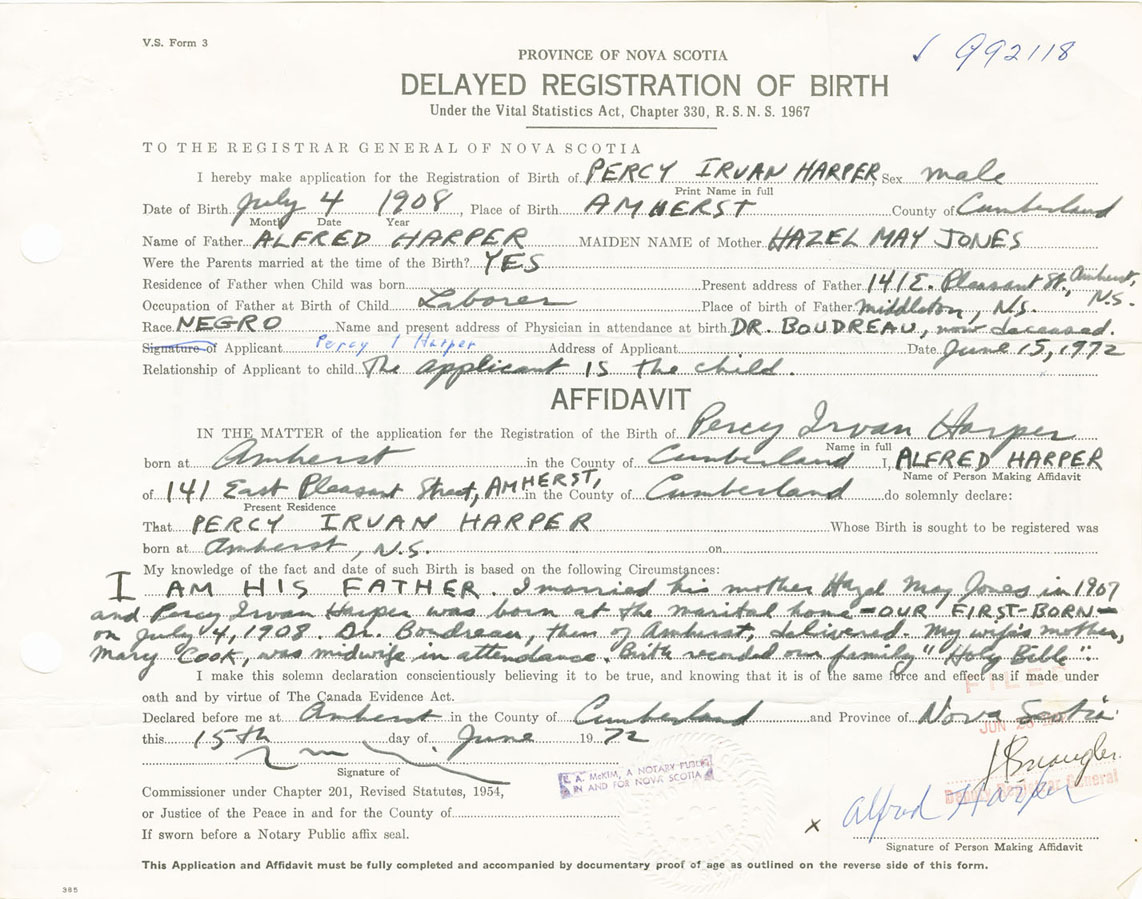 V.S. Form 3
PROVINCE OF NOVA SCOTIA
✓ 992118
DELAYED REGISTRATION OF BIRTH
Under the Vital Statistics Act, Chapter 330, R. S. N. S. 1967
TO THE REGISTRAR GENERAL OF NOVA SCOTIA
I hereby make application for the Registration of Birth of PERCY IRVAN HARPER, Sex male
Print Name in full
Date of Birth July 4 1908, Place of Birth AMHERST County of Cumberland
Month Date Year
Name of Father ALFRED HARPER MAIDEN NAME of Mother HAZEL MAY JONES
Were the Parents married at the time of the Birth? YES
Residence of Father when Child was born Present address of Father 141 E. Pleasant St., Amherst, N.S.
Occupation of Father at Birth of Child Laborer Place of birth of Father Middleton, N.S.
Race NEGRO Name and present address of Physician in attendance at birth DR. BOUDREAU, now deceased.
Signature of Applicant Percy I Harper Address of Applicant Date June 15, 1972
Relationship of Applicant to child The applicant is the child.
AFFIDAVIT
IN THE MATTER of the application for the Registration of the Birth of Percy Irvan Harper
Name in full
born at Amherst in the County of Cumberland I, ALFRED HARPER
Name of Person Making Affidavit
of 141 East Pleasant Street, AMHERST, in the County of Cumberland do solemnly declare:
Present Residence
That PERCY IRVAN HARPER Whose Birth is sought to be registered was
born at Amherst, N.S. on
My knowledge of the fact and date of such Birth is based on the following Circumstances:
I AM HIS FATHER. I married his mother Hazel May Jones in 1907
and Percy Irvan Harper was born at the marital home - OUR FIRST-BORN -
on July 4, 1908. Dr. Boudreau, then of Amherst, delivered. My wife's mother,
Mary Cook, was midwife in attendance. Birth recorded our family "Holy Bible".
I make this solemn declaration conscientiously believing it to be true, and knowing that it is of the same force and effect as if made under
oath and by virtue of The Canada Evidence Act.
FILED
Declared before me at Amherst in the County of Cumberland and Province of Nova Scotia
JUN
this 15th day of June 1972
Signature of
L. A. McKIM, A NOTARY PUBLIC
IN AND FOR NOVA SCOTIA
Deputy Registrar General
Commissioner under Chapter 201, Revised Statutes, 1954,
or Justice of the Peace in and for the County of
Alfred Harper
x
If sworn before a Notary Public affix seal.
Signature of Person Making Affidavit
This Application and Affidavit must be fully completed and accompanied by documentary proof of age as outlined on the reverse side of this form.
385